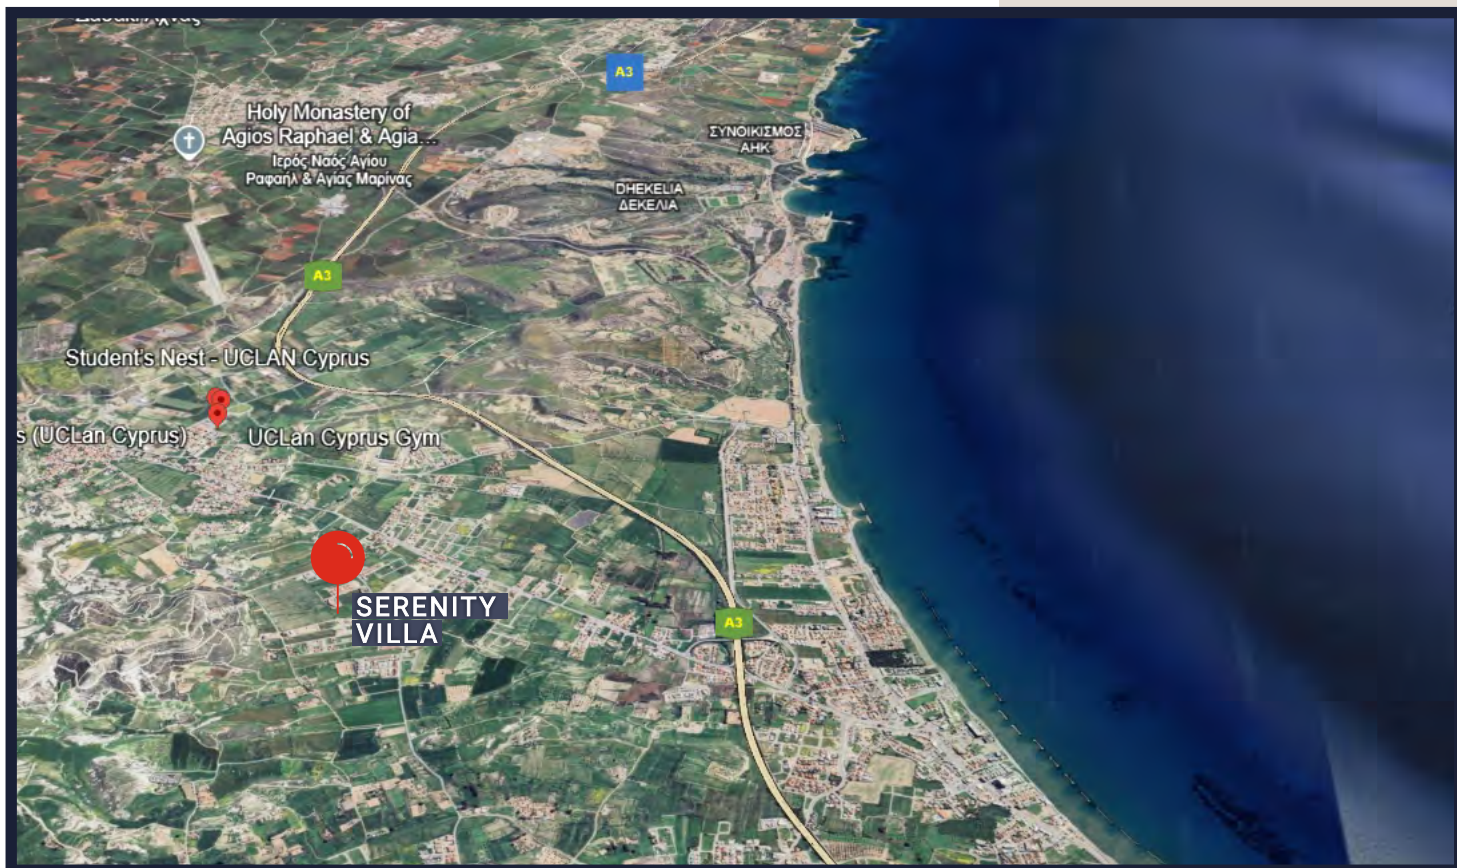 A3
Holy Monastery of
Agios Raphael & Agia...
Ιερός Ναός Αγίου
Ραφαήλ & Αγίας Μαρίνας
ΣΥΝΟΙΚΙΣΜΟΣ
ΑΗΚ
DHEKELIA
ΔΕΚΕΛΙΑ
A3
Student's Nest - UCLAN Cyprus
s (UCLan Cyprus)
UCLan Cyprus Gym
SERENITY
VILLA
A3